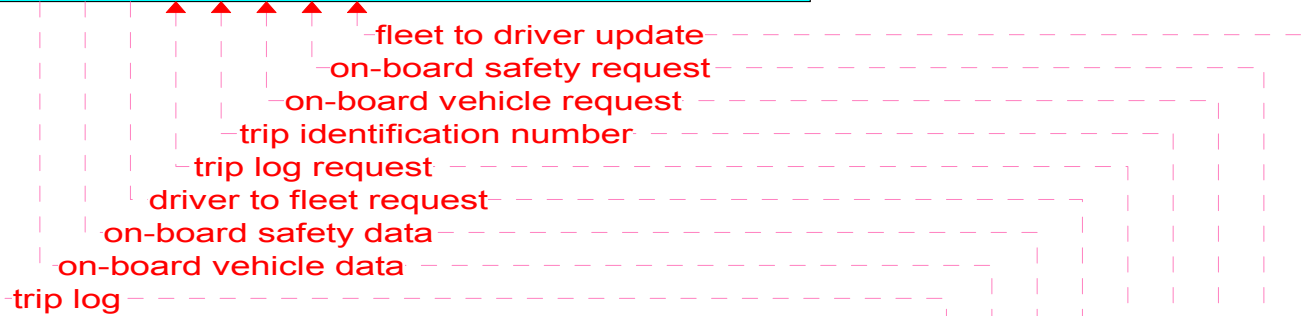 fleet to driver update
on-board safety request
on-board vehicle request
trip identification number
trip log request
driver to fleet request
on-board safety data
on-board vehicle data
trip log